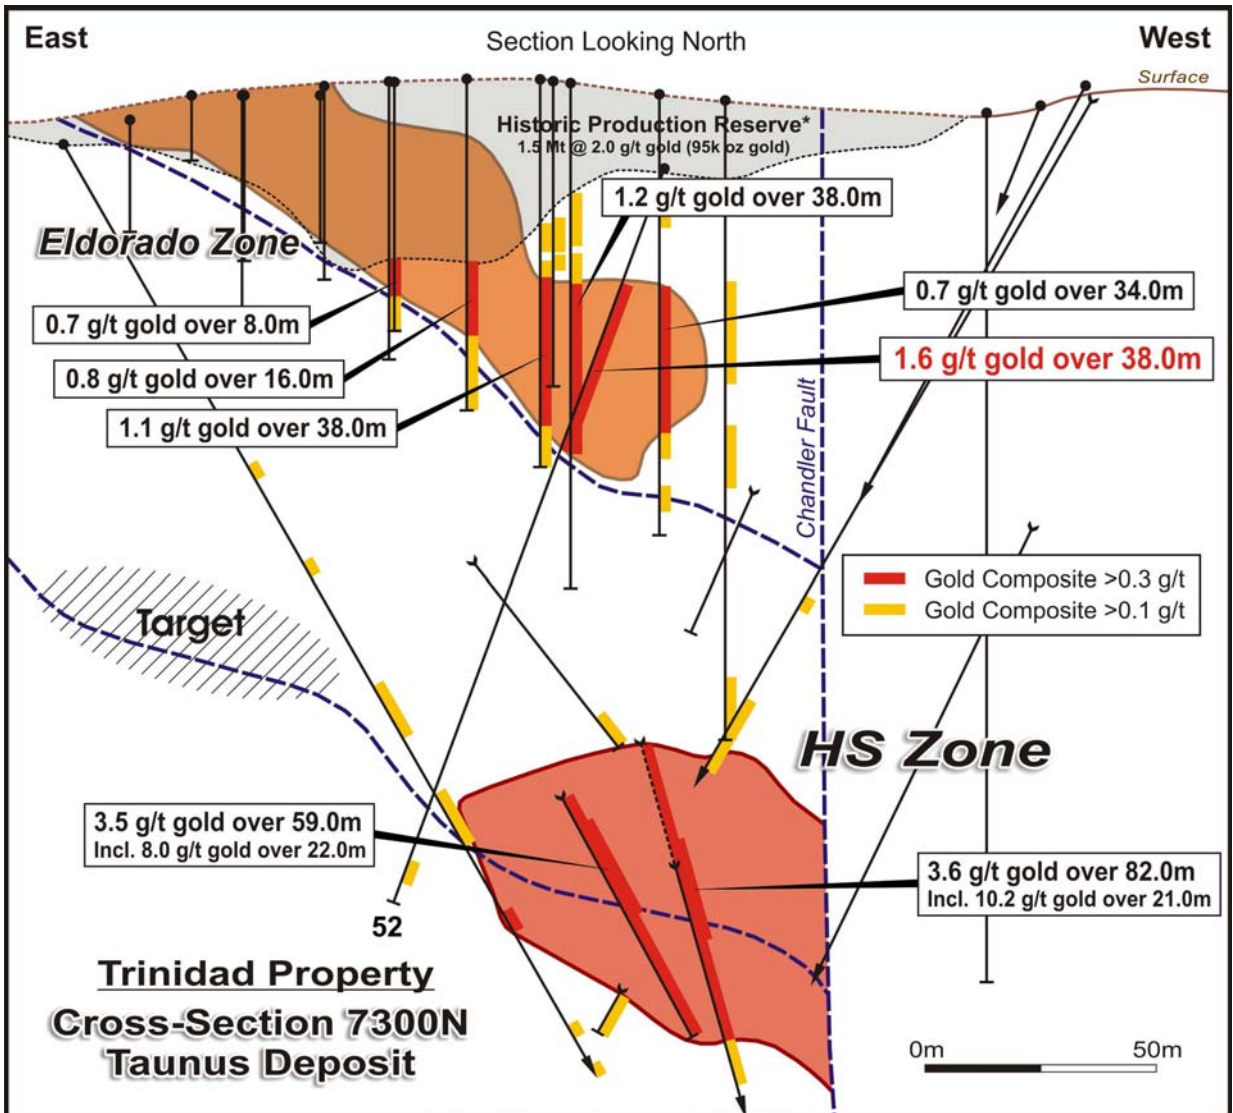 East
Section Looking North
West
Surface
Historic Production Reserve*
1.5 Mt @ 2.0 g/t gold (95k oz gold)
1.2 g/t gold over 38.0m
Eldorado Zone
0.7 g/t gold over 34.0m
0.7 g/t gold over 8.0m
1.6 g/t gold over 38.0m
0.8 g/t gold over 16.0m
1.1 g/t gold over 38.0m
Chandler Fault
Gold Composite >0.3 g/t
Gold Composite >0.1 g/t
Target
HS Zone
3.5 g/t gold over 59.0m
Incl. 8.0 g/t gold over 22.0m
3.6 g/t gold over 82.0m
Incl. 10.2 g/t gold over 21.0m
52
Trinidad Property
Cross-Section 7300N
Taunus Deposit
0m
50m